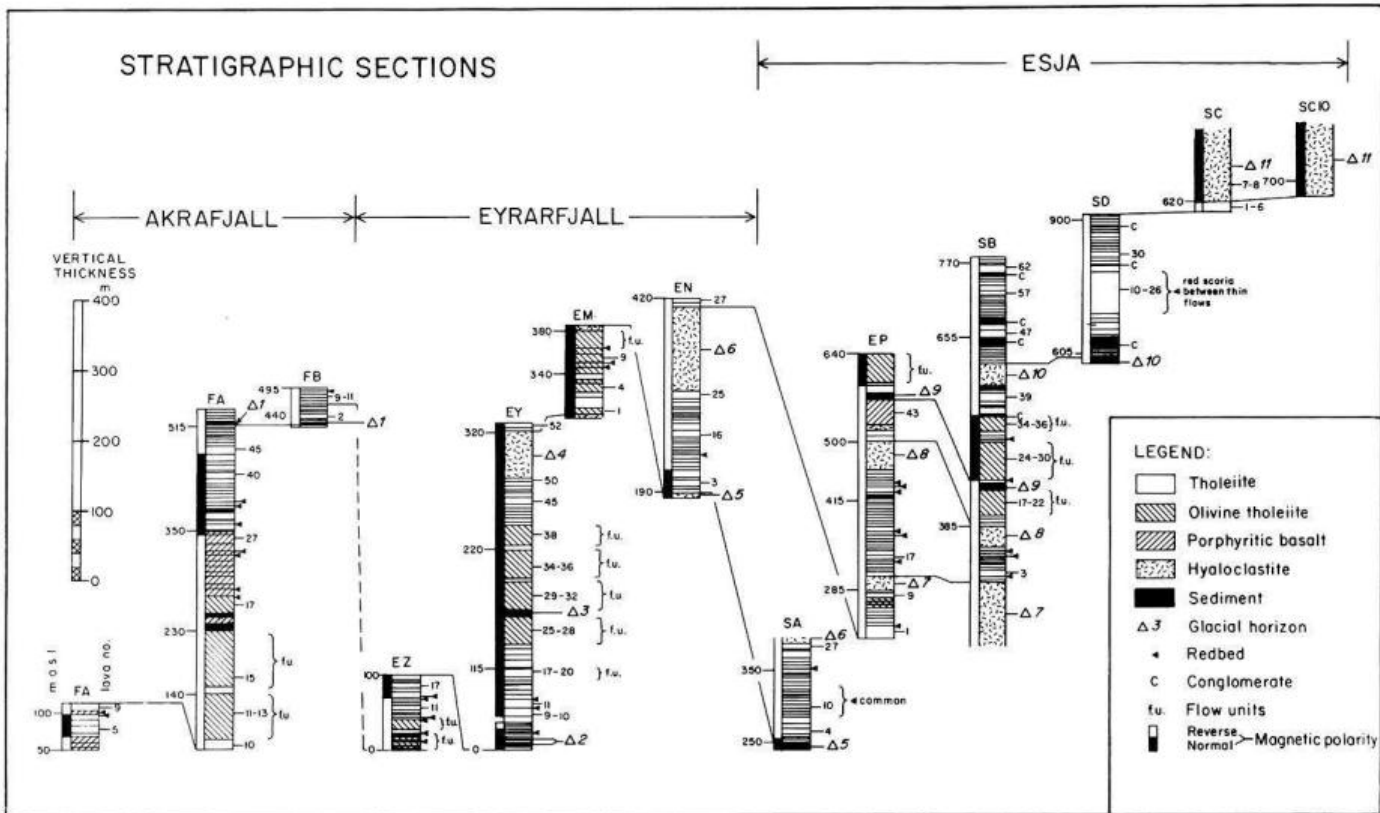 STRATIGRAPHIC SECTIONS
ESJA
AKRAFJALL
EYRARFJALL
VERTICAL
THICKNESS
m
400
300
200
100
0
m a s l
lava no.
FA
100
50
9
5
FA
515
350
230
140
△1
45
40
27
17
15
11-13
10
f.u.
f.u.
FB
495
440
9-11
2
△1
EZ
100
0
17
11
f.u.
f.u.
EY
320
220
115
0
52
△4
50
45
38
34-36
29-32
△3
25-28
17-20
11
9-10
△2
f.u.
f.u.
f.u
f.u.
f.u.
EM
380
340
f.u.
9
4
1
EN
420
190
27
△6
25
16
3
△5
SA
350
250
△6
27
10
common
4
△5
EP
640
500
415
285
f.u.
△9
43
△8
17
△7
9
1
SB
770
655
385
62
C
57
C
47
C
△10
39
C
34-36
f.u.
24-30
f.u.
△9
17-22
f.u.
△8
3
△7
SD
900
605
C
30
C
10-26
red scoria
between thin
flows
C
△10
SC
620
△11
7-8
1-6
SC10
700
△11
LEGEND:
Tholeiite
Olivine tholeiite
Porphyritic basalt
Hyaloclastite
Sediment
△3 Glacial horizon
Redbed
C Conglomerate
f.u. Flow units
Reverse
Normal
Magnetic polarity